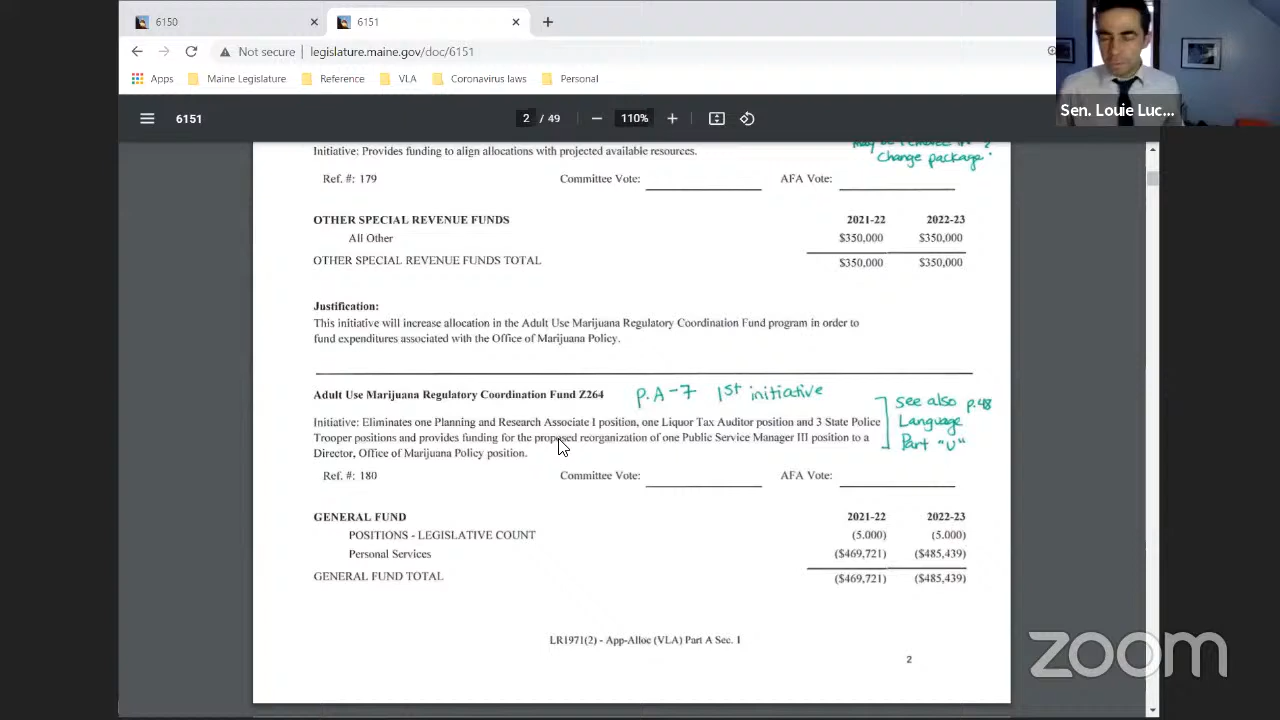 6150
6151
Not secure | legislature.maine.gov/doc/6151
Apps Maine Legislature Reference VLA Coronavirus laws Personal
Sen. Louie Luc...
6151
2 / 49
110%
change package
Initiative: Provides funding to align allocations with projected available resources.
Ref. #: 179 Committee Vote: AFA Vote:
OTHER SPECIAL REVENUE FUNDS 2021-22 2022-23
All Other $350,000 $350,000
OTHER SPECIAL REVENUE FUNDS TOTAL $350,000 $350,000
Justification:
This initiative will increase allocation in the Adult Use Marijuana Regulatory Coordination Fund program in order to
fund expenditures associated with the Office of Marijuana Policy.
Adult Use Marijuana Regulatory Coordination Fund Z264 p.A-7 1st initiative
see also p.48
Language
Part "U"
Initiative: Eliminates one Planning and Research Associate I position, one Liquor Tax Auditor position and 3 State Police
Trooper positions and provides funding for the proposed reorganization of one Public Service Manager III position to a
Director, Office of Marijuana Policy position.
Ref. #: 180 Committee Vote: AFA Vote:
GENERAL FUND 2021-22 2022-23
POSITIONS - LEGISLATIVE COUNT (5.000) (5.000)
Personal Services ($469,721) ($485,439)
GENERAL FUND TOTAL ($469,721) ($485,439)
LR1971(2) - App-Alloc (VLA) Part A Sec. 1
2
zoom